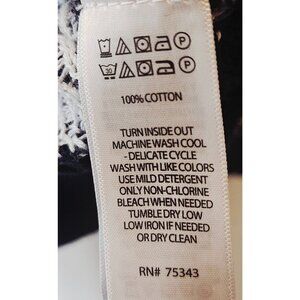 100% COTTON
TURN INSIDE OUT
MACHINE WASH COOL
- DELICATE CYCLE
WASH WITH LIKE COLORS
USE MILD DETERGENT
ONLY NON-CHLORINE
BLEACH WHEN NEEDED
TUMBLE DRY LOW
LOW IRON IF NEEDED
OR DRY CLEAN
RN# 75343